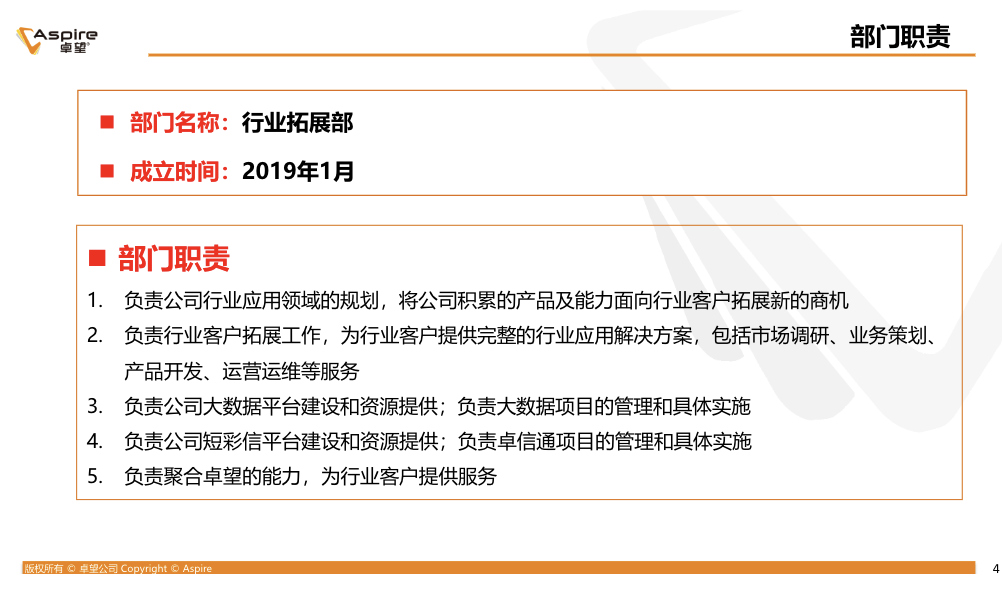 Aspire
卓望®
部门职责
■ 部门名称：行业拓展部
■ 成立时间：2019年1月
■ 部门职责
1. 负责公司行业应用领域的规划，将公司积累的产品及能力面向行业客户拓展新的商机
2. 负责行业客户拓展工作，为行业客户提供完整的行业应用解决方案，包括市场调研、业务策划、
产品开发、运营运维等服务
3. 负责公司大数据平台建设和资源提供；负责大数据项目的管理和具体实施
4. 负责公司短彩信平台建设和资源提供；负责卓信通项目的管理和具体实施
5. 负责聚合卓望的能力，为行业客户提供服务
版权所有 © 卓望公司 Copyright © Aspire
4